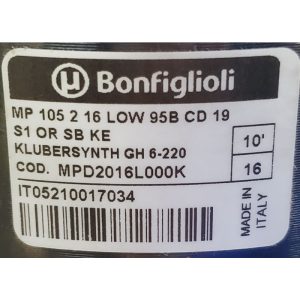 Bonfiglioli
MP 105 2 16 LOW 95B CD 19
S1 OR SB KE
KLUBERSYNTH GH 6-220
COD. MPD2016L000K
10'
16
IT05210017034
MADE IN
ITALY